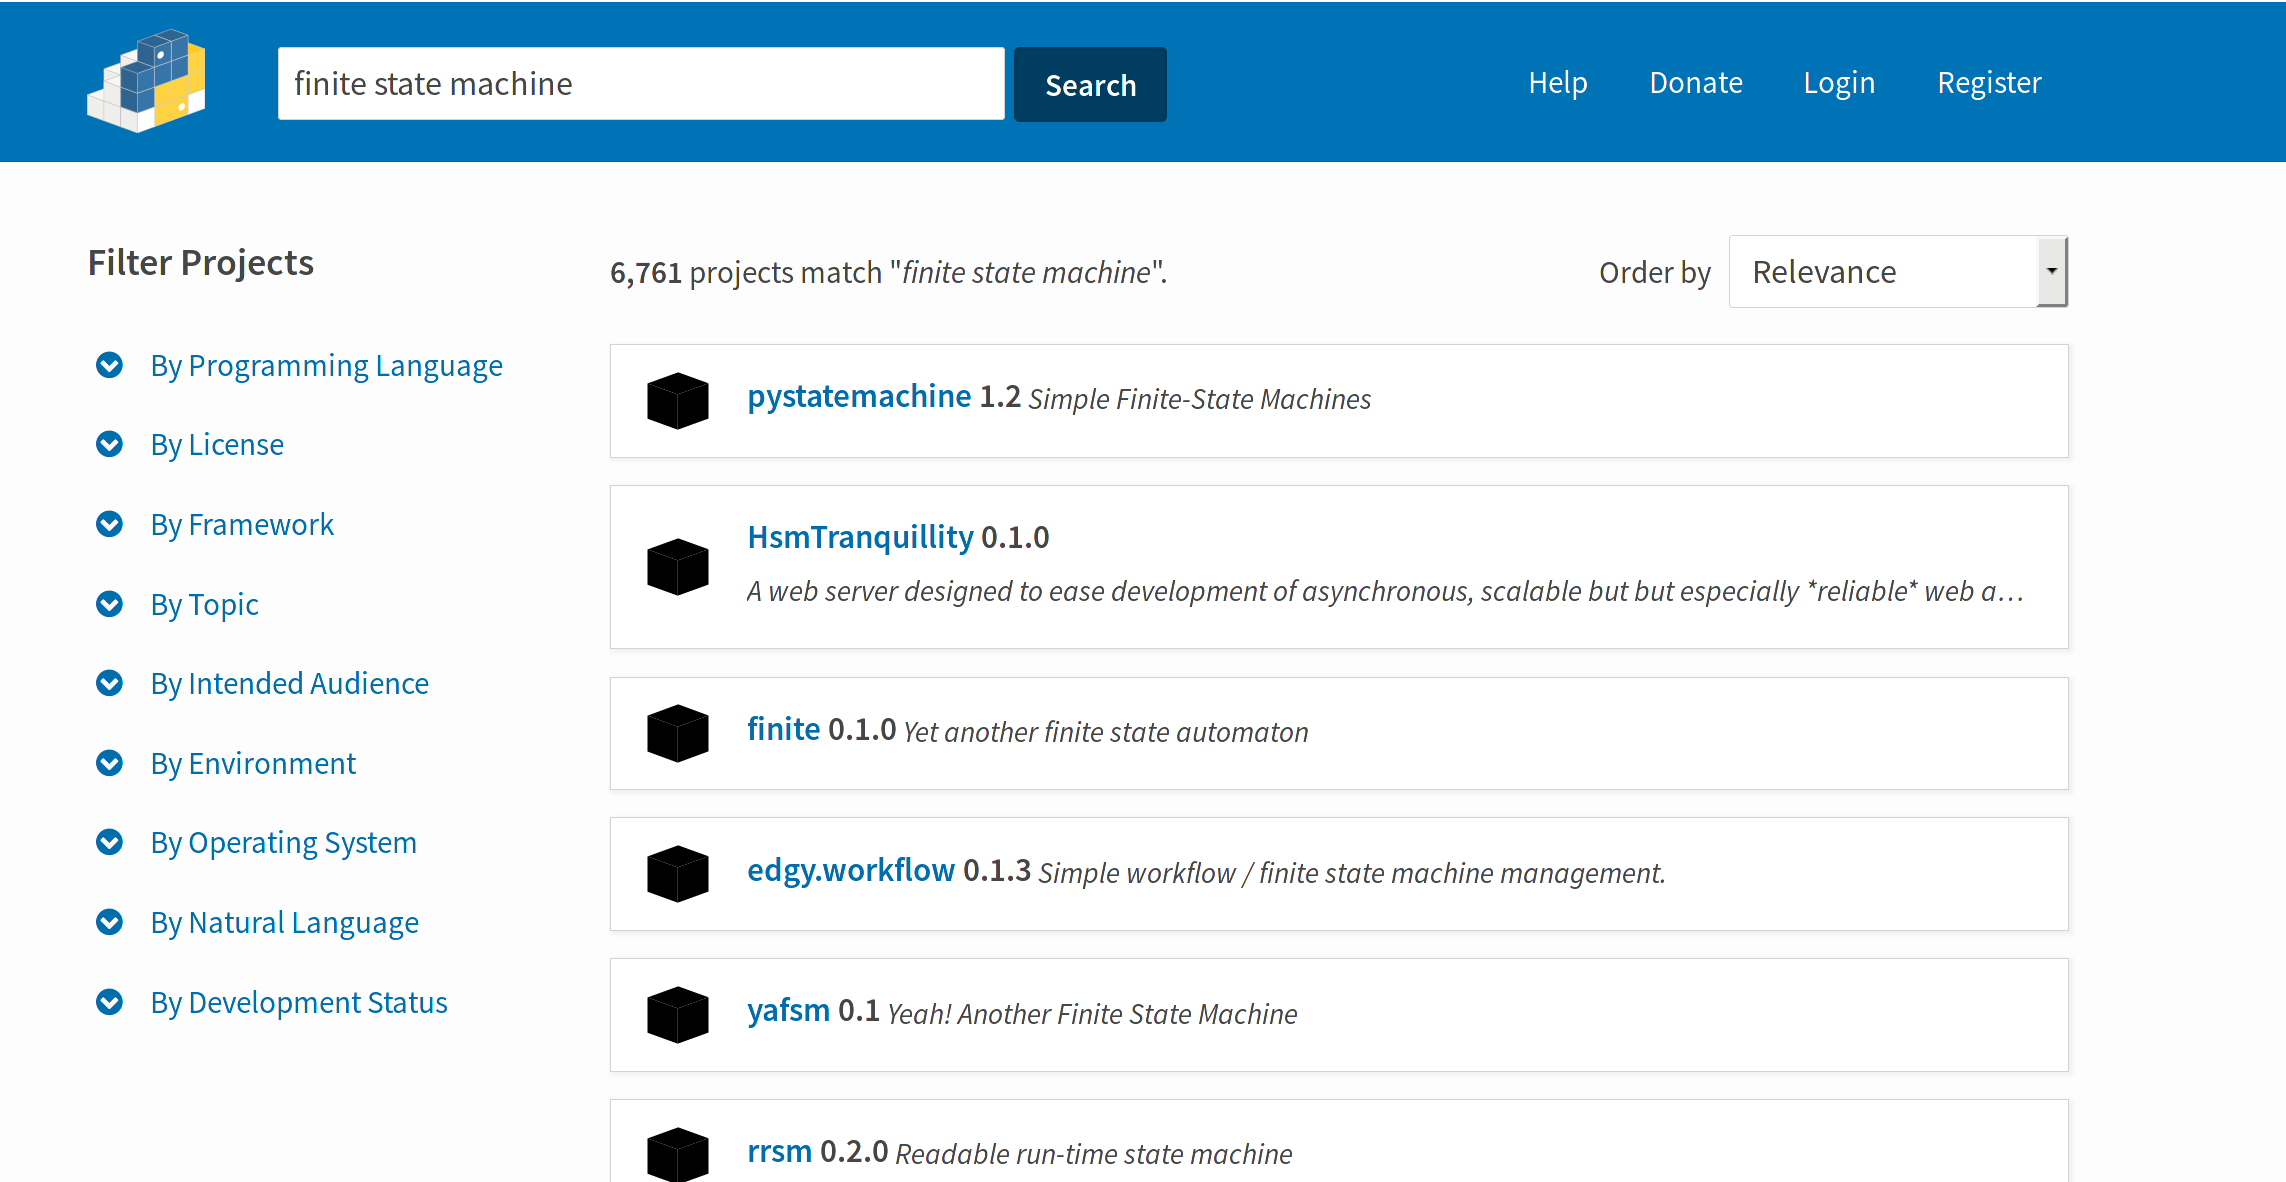 finite state machine
Search
Help
Donate
Login
Register
Filter Projects
By Programming Language
By License
By Framework
By Topic
By Intended Audience
By Environment
By Operating System
By Natural Language
By Development Status
6,761 projects match "finite state machine".
Order by
Relevance
pystatemachine 1.2 Simple Finite-State Machines
HsmTranquillity 0.1.0
A web server designed to ease development of asynchronous, scalable but but especially *reliable* web a…
finite 0.1.0 Yet another finite state automaton
edgy.workflow 0.1.3 Simple workflow / finite state machine management.
yafsm 0.1 Yeah! Another Finite State Machine
rrsm 0.2.0 Readable run-time state machine